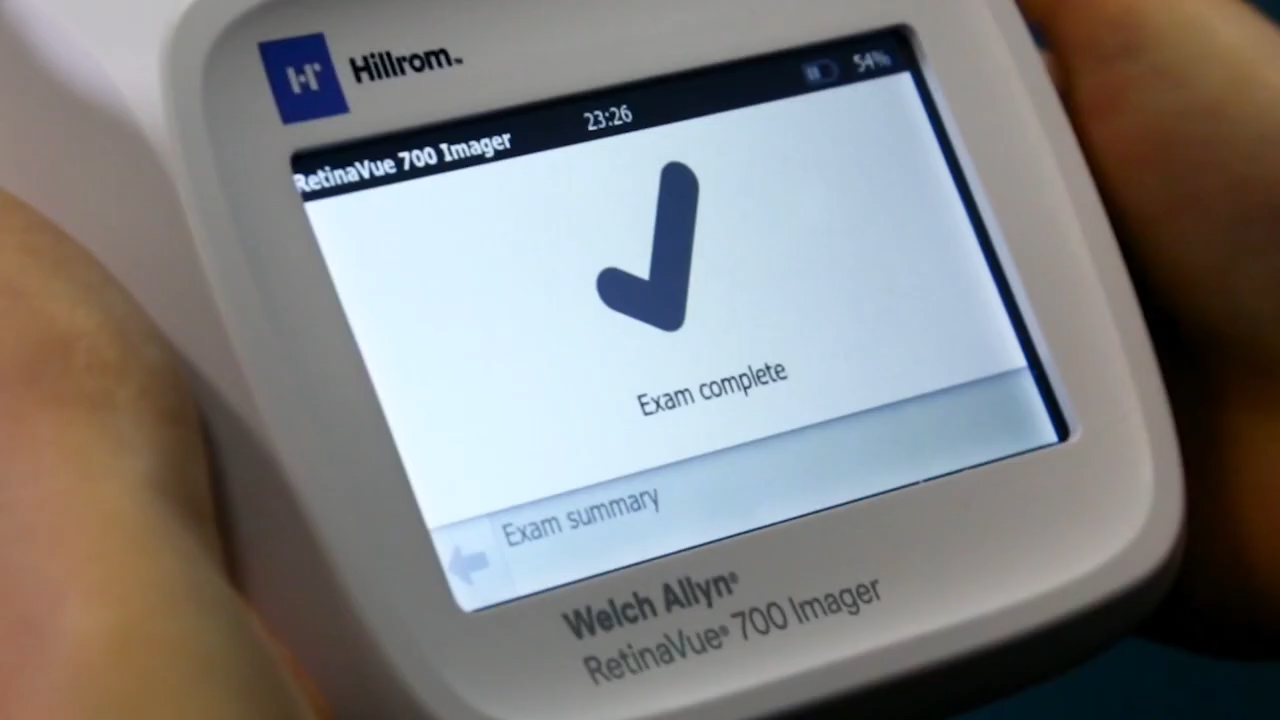 H Hillrom™
RetinaVue 700 Imager 23:26 54%
Exam complete
Exam summary
Welch Allyn®
RetinaVue® 700 Imager